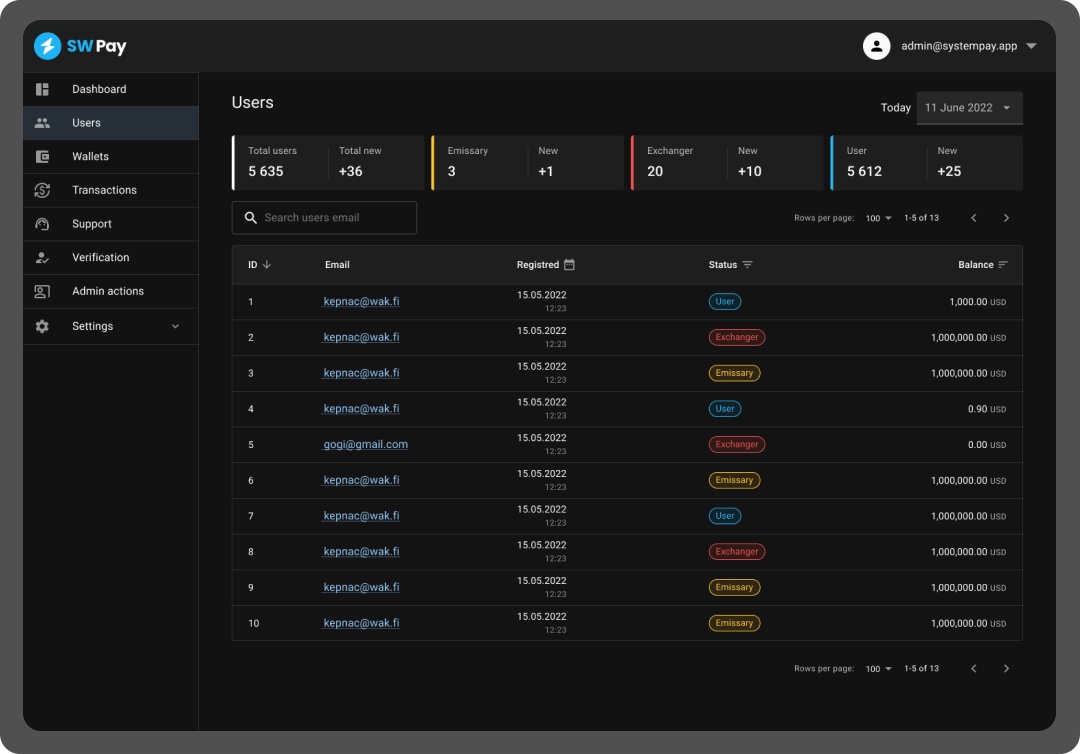 SW Pay
admin@systempay.app
Dashboard
Users
Wallets
Transactions
Support
Verification
Admin actions
Settings
Users
Today 11 June 2022
Total users Total new
5 635 +36
Emissary New
3 +1
Exchanger New
20 +10
User New
5 612 +25
Search users email
Rows per page: 100 1-5 of 13
ID Email Registred Status Balance
1 kepnac@wak.fi 15.05.2022 12:23 User 1,000.00 USD
2 kepnac@wak.fi 15.05.2022 12:23 Exchanger 1,000,000.00 USD
3 kepnac@wak.fi 15.05.2022 12:23 Emissary 1,000,000.00 USD
4 kepnac@wak.fi 15.05.2022 12:23 User 0.90 USD
5 gogi@gmail.com 15.05.2022 12:23 Exchanger 0.00 USD
6 kepnac@wak.fi 15.05.2022 12:23 Emissary 1,000,000.00 USD
7 kepnac@wak.fi 15.05.2022 12:23 User 1,000,000.00 USD
8 kepnac@wak.fi 15.05.2022 12:23 Exchanger 1,000,000.00 USD
9 kepnac@wak.fi 15.05.2022 12:23 Emissary 1,000,000.00 USD
10 kepnac@wak.fi 15.05.2022 12:23 Emissary 1,000,000.00 USD
Rows per page: 100 1-5 of 13